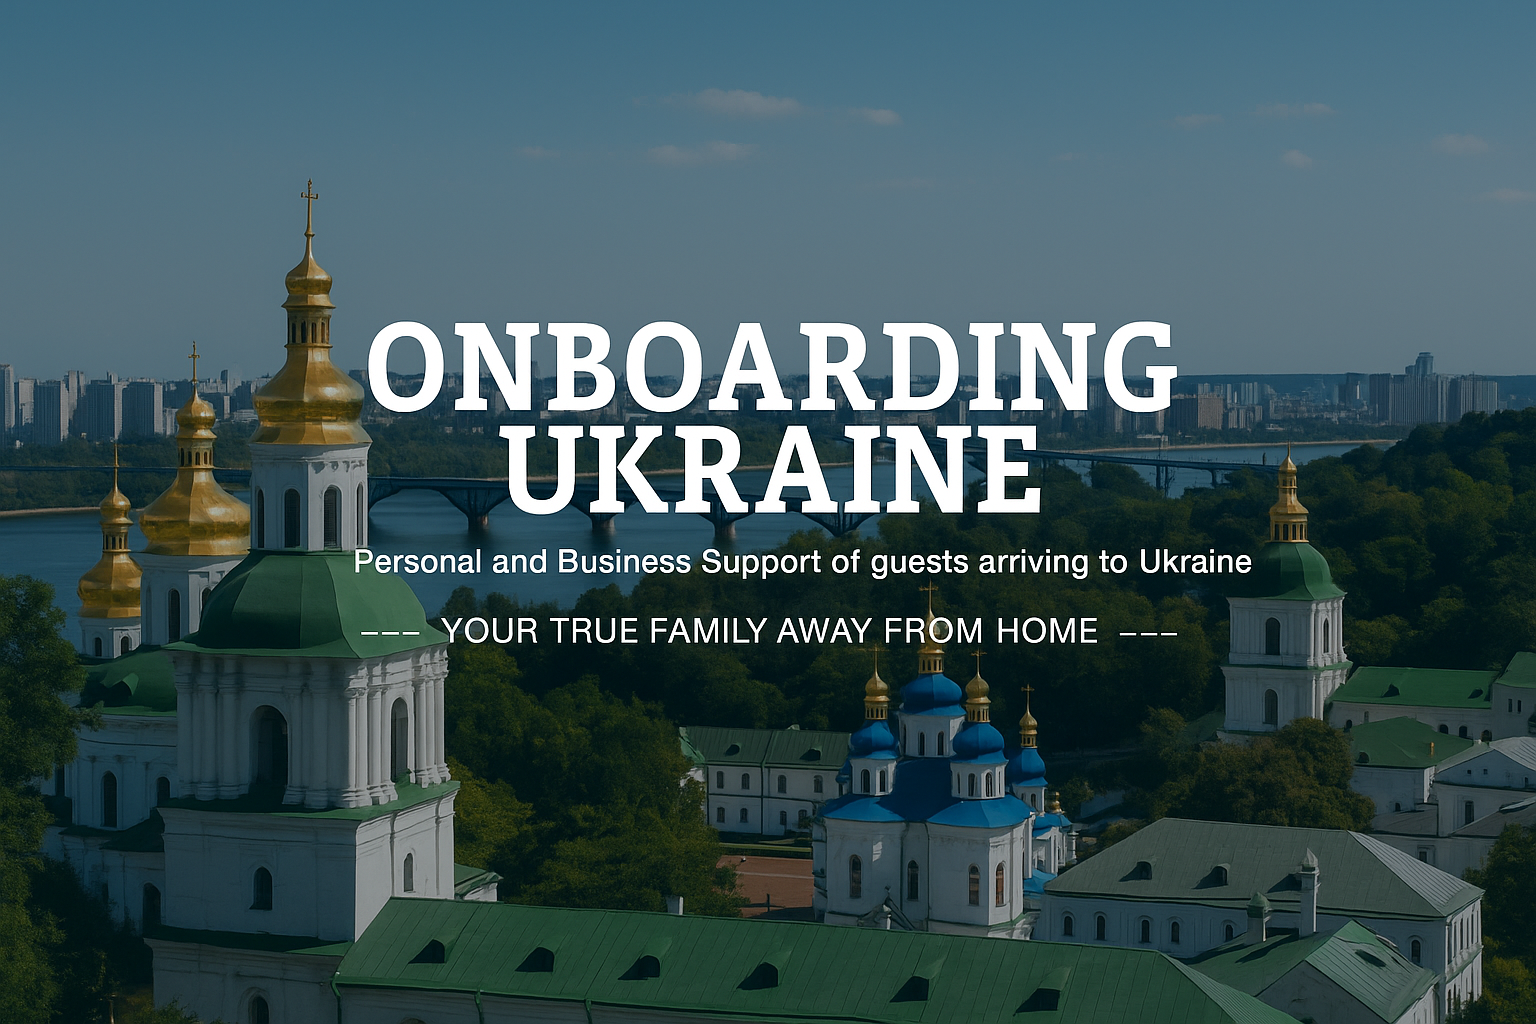 ONBOARDING
UKRAINE
Personal and Business Support of guests arriving to Ukraine
--- YOUR TRUE FAMILY AWAY FROM HOME ---